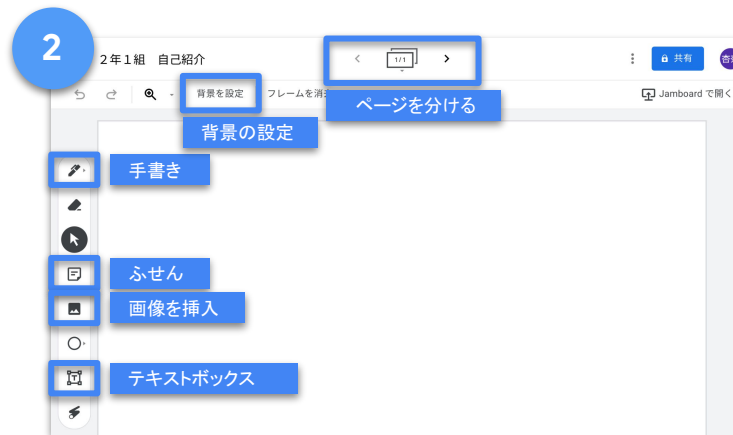 2
2年1組 自己紹介
1/1
共有
背景を設定
フレームを消
Jamboard で開く
ページを分ける
背景の設定
手書き
ふせん
画像を挿入
テキストボックス